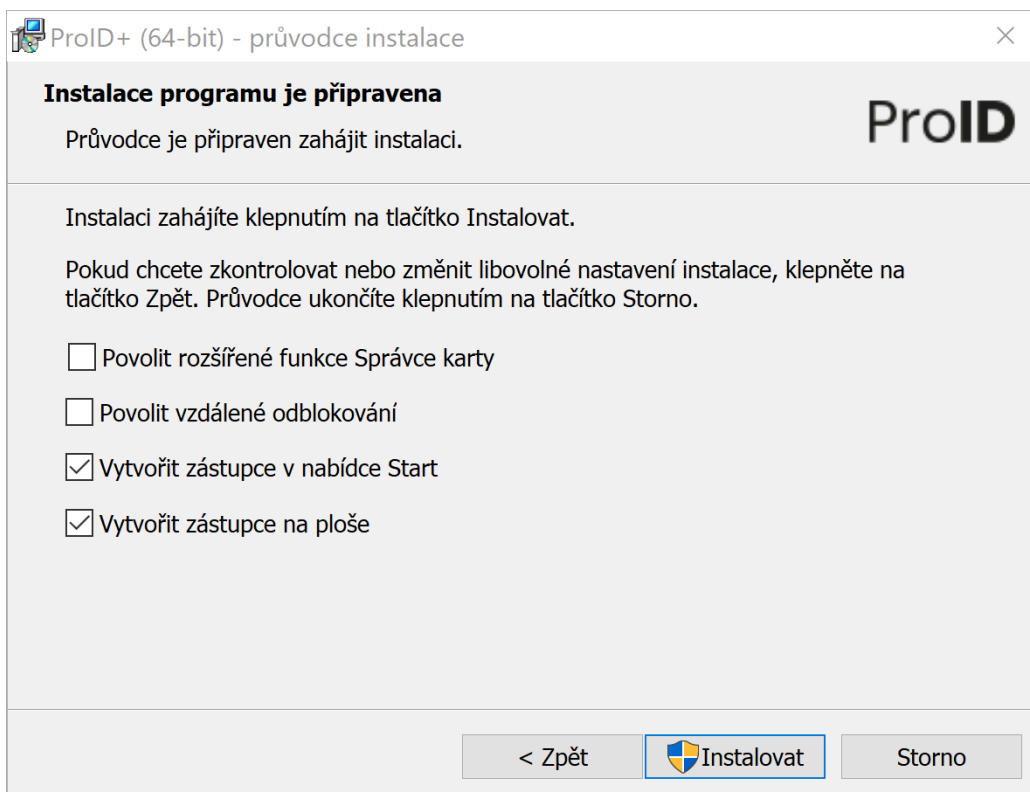 ProID+ (64-bit) - průvodce instalace
Instalace programu je připravena
Průvodce je připraven zahájit instalaci.
ProID
Instalaci zahájíte klepnutím na tlačítko Instalovat.
Pokud chcete zkontrolovat nebo změnit libovolné nastavení instalace, klepněte na
tlačítko Zpět. Průvodce ukončíte klepnutím na tlačítko Storno.
Povolit rozšířené funkce Správce karty
Povolit vzdálené odblokování
Vytvořit zástupce v nabídce Start
Vytvořit zástupce na ploše
< Zpět
Instalovat
Storno